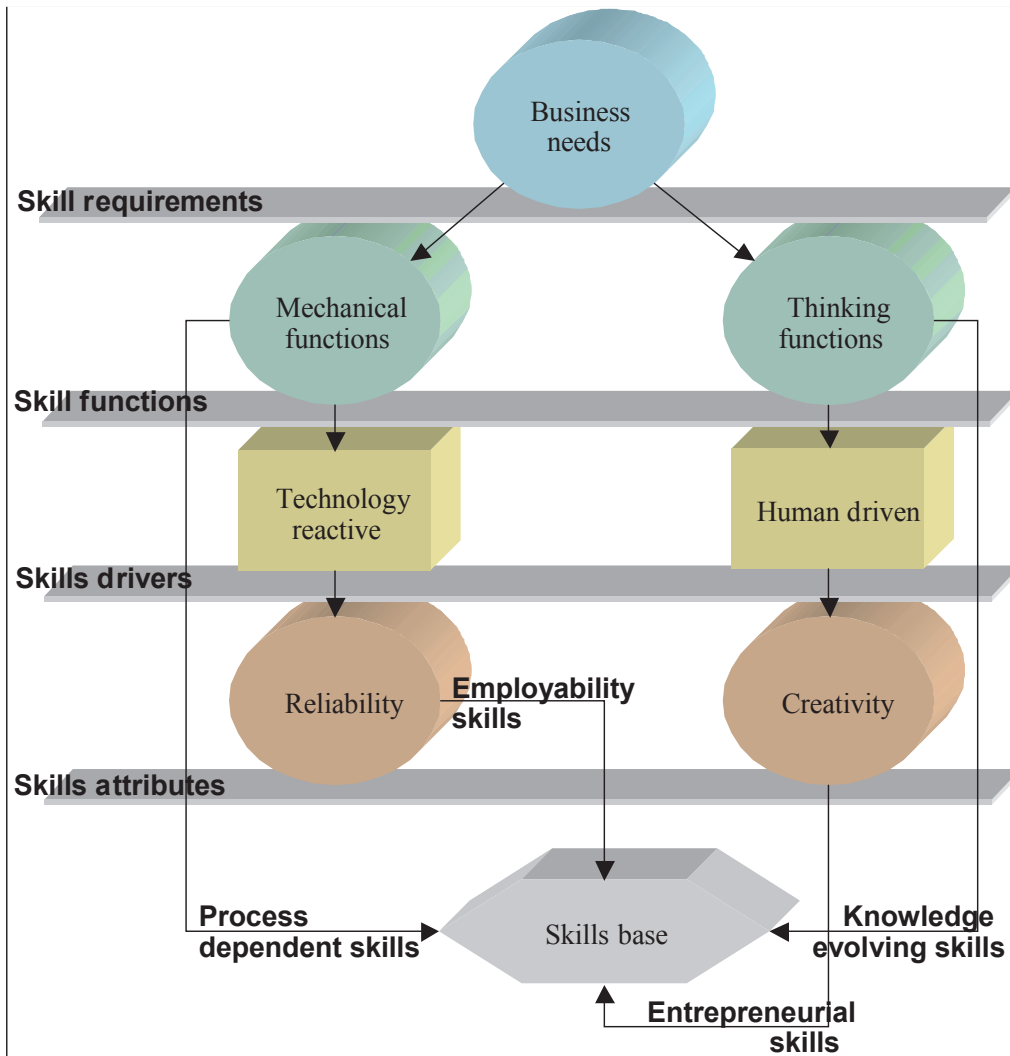 Business
needs
Skill requirements
Mechanical
functions
Thinking
functions
Skill functions
Technology
reactive
Human driven
Skills drivers
Reliability
Employability
skills
Creativity
Skills attributes
Process
dependent skills
Skills base
Knowledge
evolving skills
Entrepreneurial
skills